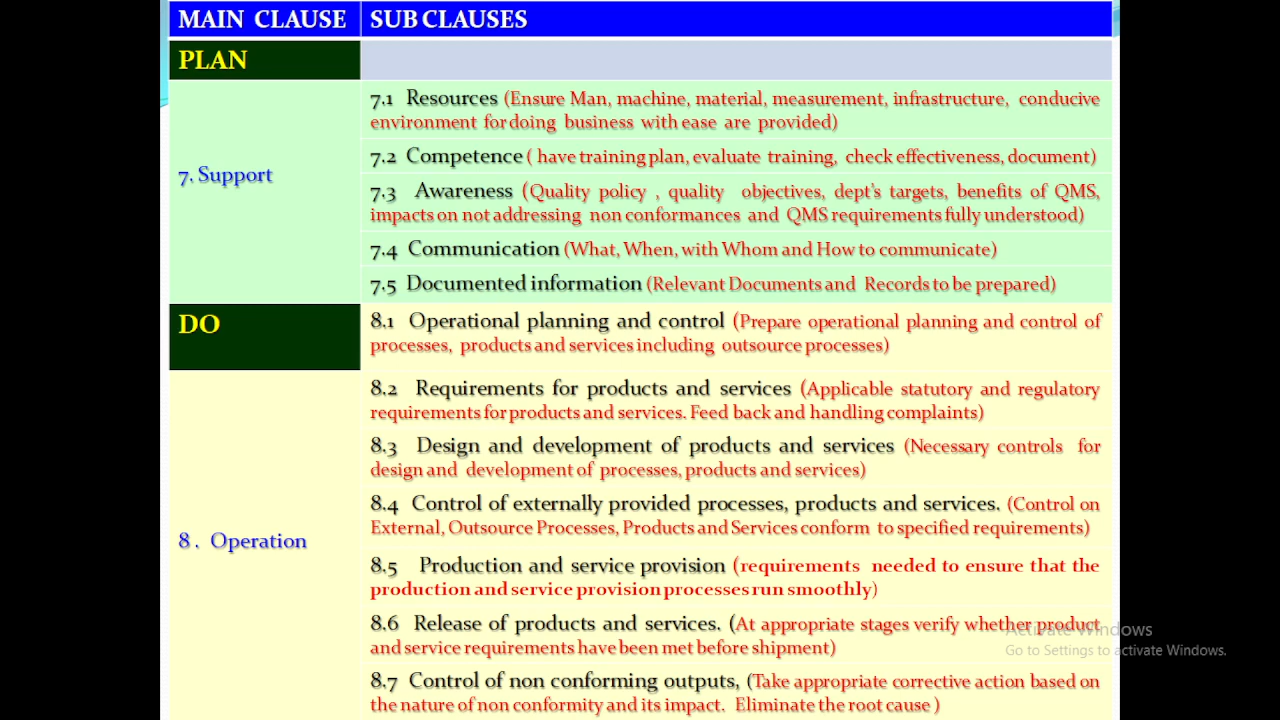 MAIN CLAUSE SUB CLAUSES
PLAN
7. Support
7.1 Resources (Ensure Man, machine, material, measurement, infrastructure, conducive
environment for doing business with ease are provided)
7.2 Competence ( have training plan, evaluate training, check effectiveness, document)
7.3 Awareness (Quality policy , quality objectives, dept's targets, benefits of QMS,
impacts on not addressing non conformances and QMS requirements fully understood)
7.4 Communication (What, When, with Whom and How to communicate)
7.5 Documented information (Relevant Documents and Records to be prepared)
DO
8.1 Operational planning and control (Prepare operational planning and control of
processes, products and services including outsource processes)
8 . Operation
8.2 Requirements for products and services (Applicable statutory and regulatory
requirements for products and services. Feed back and handling complaints)
8.3 Design and development of products and services (Necessary controls for
design and development of processes, products and services)
8.4 Control of externally provided processes, products and services. (Control on
External, Outsource Processes, Products and Services conform to specified requirements)
8.5 Production and service provision (requirements needed to ensure that the
production and service provision processes run smoothly)
8.6 Release of products and services. (At appropriate stages verify whether product
and service requirements have been met before shipment)
8.7 Control of non conforming outputs, (Take appropriate corrective action based on
the nature of non conformity and its impact. Eliminate the root cause )
Activate Windows
Go to Settings to activate Windows.